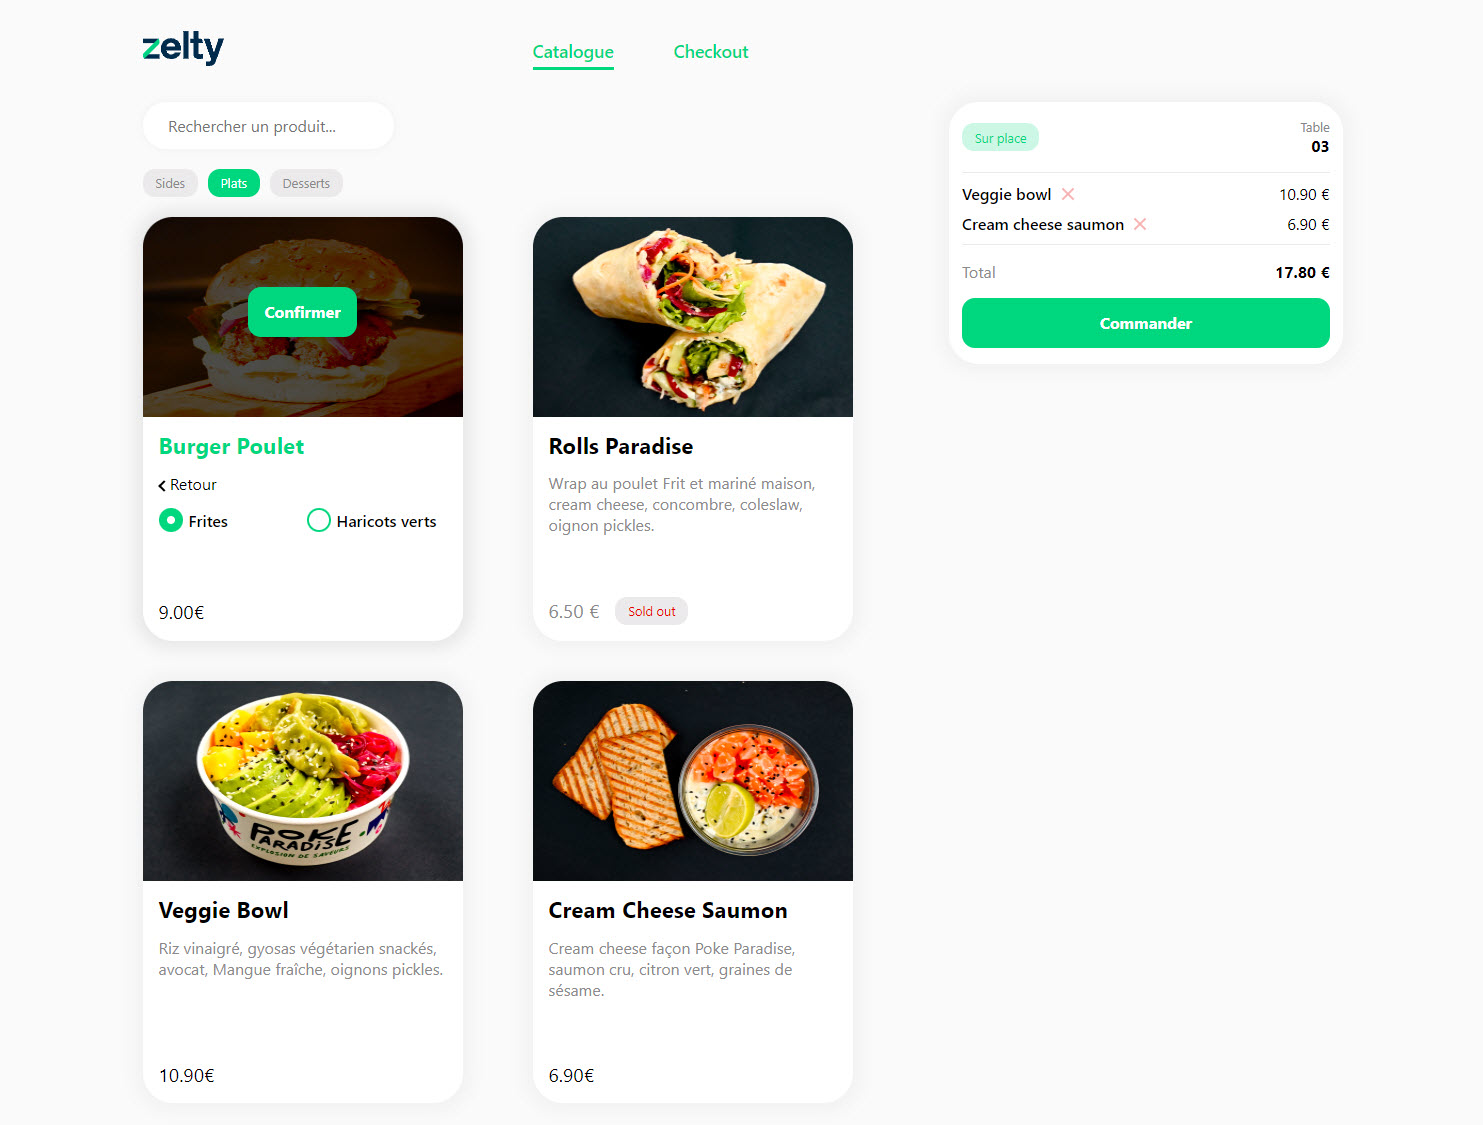 zelty
Catalogue
Checkout
Rechercher un produit...
Sides
Plats
Desserts
Sur place
Table
03
Veggie bowl
10.90 €
Cream cheese saumon
6.90 €
Total
17.80 €
Commander
Confirmer
Burger Poulet
Retour
Frites
Haricots verts
9.00€
Rolls Paradise
Wrap au poulet Frit et mariné maison,
cream cheese, concombre, coleslaw,
oignon pickles.
6.50 €
Sold out
POKE
PARADISE
EXPLOSION DE SAVEURS
Veggie Bowl
Riz vinaigré, gyosas végétarien snackés,
avocat, Mangue fraîche, oignons pickles.
10.90€
Cream Cheese Saumon
Cream cheese façon Poke Paradise,
saumon cru, citron vert, graines de
sésame.
6.90€